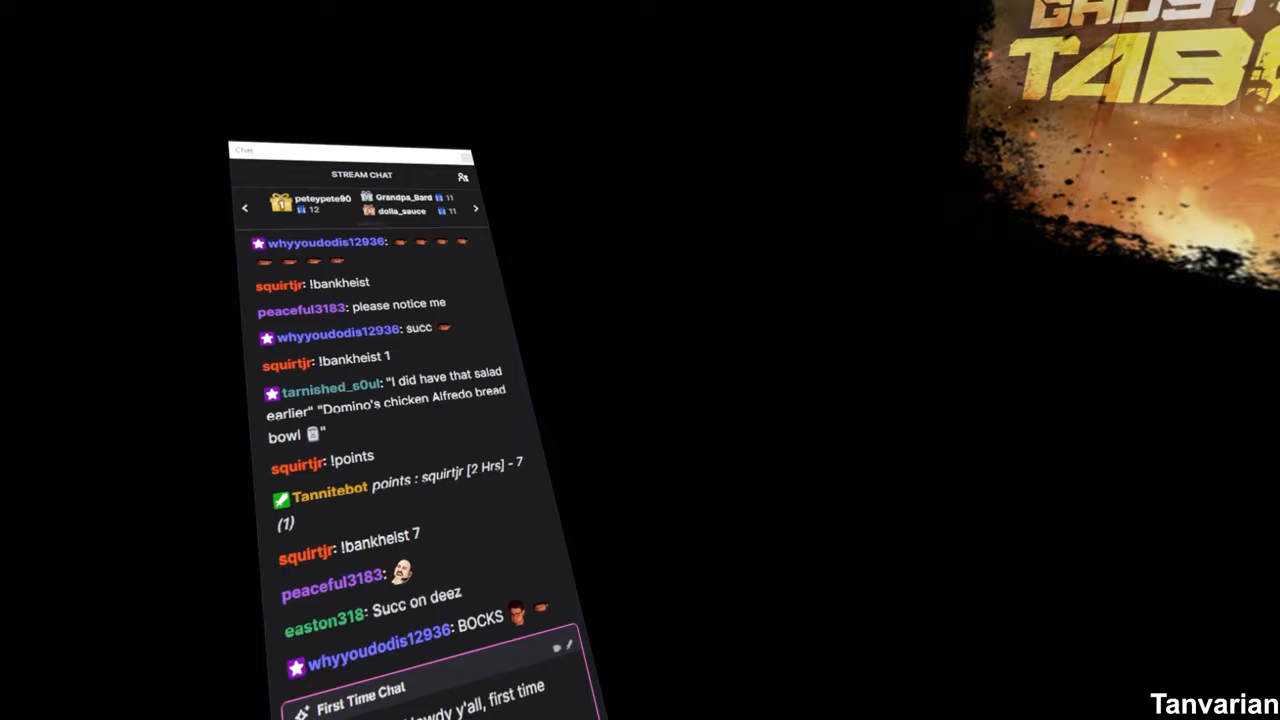 Chat
STREAM CHAT
1 peteypete90
12
Grandpa_Bard 11
dolla_sauce 11
whyyoudodis12936:
squirtjr: !bankheist
peaceful3183: please notice me
whyyoudodis12936: succ
squirtjr: !bankheist 1
tarnished_s0ul: "I did have that salad
earlier" "Domino's chicken Alfredo bread
bowl "
squirtjr: !points
Tannitebot points : squirtjr [2 Hrs] - 7
(1)
squirtjr: !bankheist 7
peaceful3183:
easton318: Succ on deez
whyyoudodis12936: BOCKS
First Time Chat
y'all, first time
Tanvarian